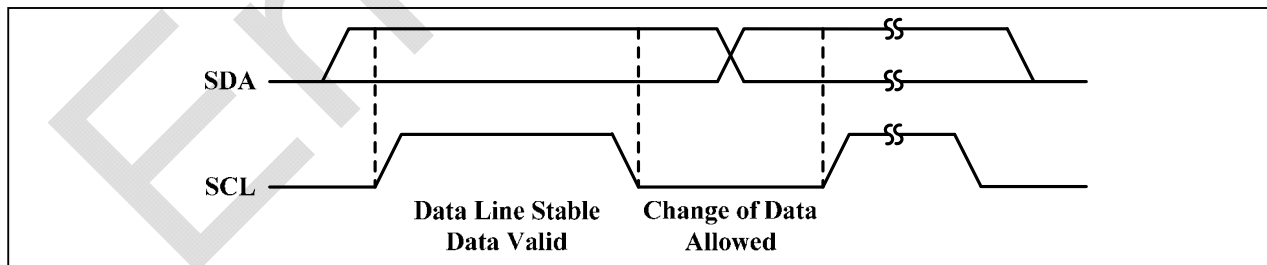 SDA
SCL
Data Line Stable
Data Valid
Change of Data
Allowed